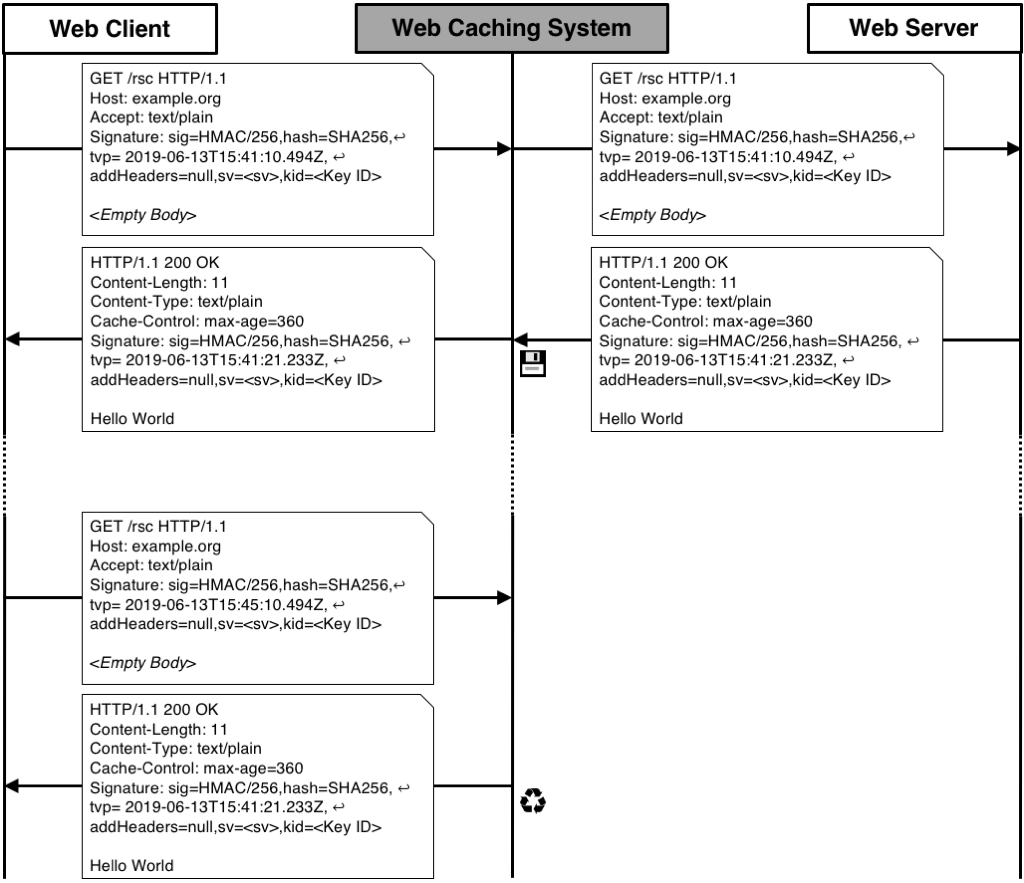 Web Client
Web Caching System
Web Server
GET /rsc HTTP/1.1
Host: example.org
Accept: text/plain
Signature: sig=HMAC/256,hash=SHA256,↩
tvp= 2019-06-13T15:41:10.494Z, ↩
addHeaders=null,sv=<sv>,kid=<Key ID>
<Empty Body>
GET /rsc HTTP/1.1
Host: example.org
Accept: text/plain
Signature: sig=HMAC/256,hash=SHA256,↩
tvp= 2019-06-13T15:41:10.494Z, ↩
addHeaders=null,sv=<sv>,kid=<Key ID>
<Empty Body>
HTTP/1.1 200 OK
Content-Length: 11
Content-Type: text/plain
Cache-Control: max-age=360
Signature: sig=HMAC/256,hash=SHA256, ↩
tvp= 2019-06-13T15:41:21.233Z, ↩
addHeaders=null,sv=<sv>,kid=<Key ID>
Hello World
HTTP/1.1 200 OK
Content-Length: 11
Content-Type: text/plain
Cache-Control: max-age=360
Signature: sig=HMAC/256,hash=SHA256, ↩
tvp= 2019-06-13T15:41:21.233Z, ↩
addHeaders=null,sv=<sv>,kid=<Key ID>
Hello World
GET /rsc HTTP/1.1
Host: example.org
Accept: text/plain
Signature: sig=HMAC/256,hash=SHA256,↩
tvp= 2019-06-13T15:45:10.494Z, ↩
addHeaders=null,sv=<sv>,kid=<Key ID>
<Empty Body>
HTTP/1.1 200 OK
Content-Length: 11
Content-Type: text/plain
Cache-Control: max-age=360
Signature: sig=HMAC/256,hash=SHA256, ↩
tvp= 2019-06-13T15:41:21.233Z, ↩
addHeaders=null,sv=<sv>,kid=<Key ID>
Hello World